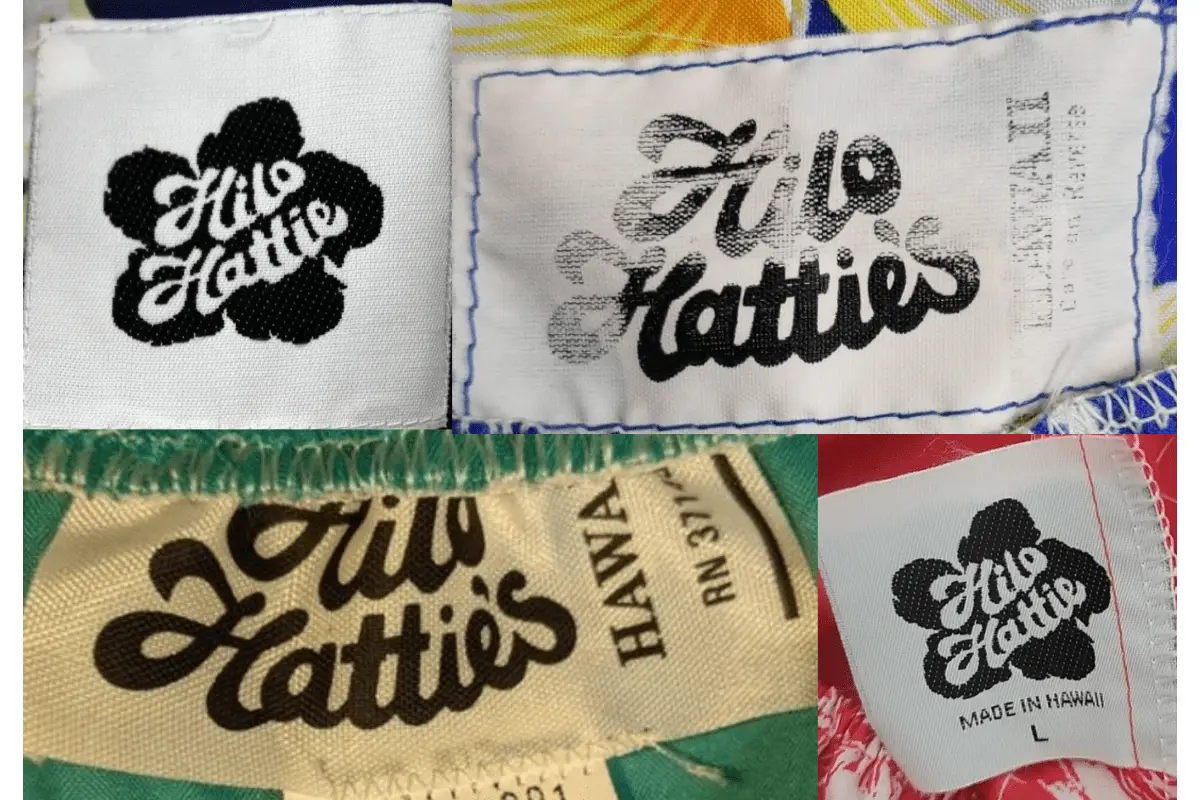 Hilo
Hattie
Hilo
Hattie's
HAWAII
Care on Reverse
Hilo
Hattie's
HAWA
RN 371
Hilo
Hattie
MADE IN HAWAII
L